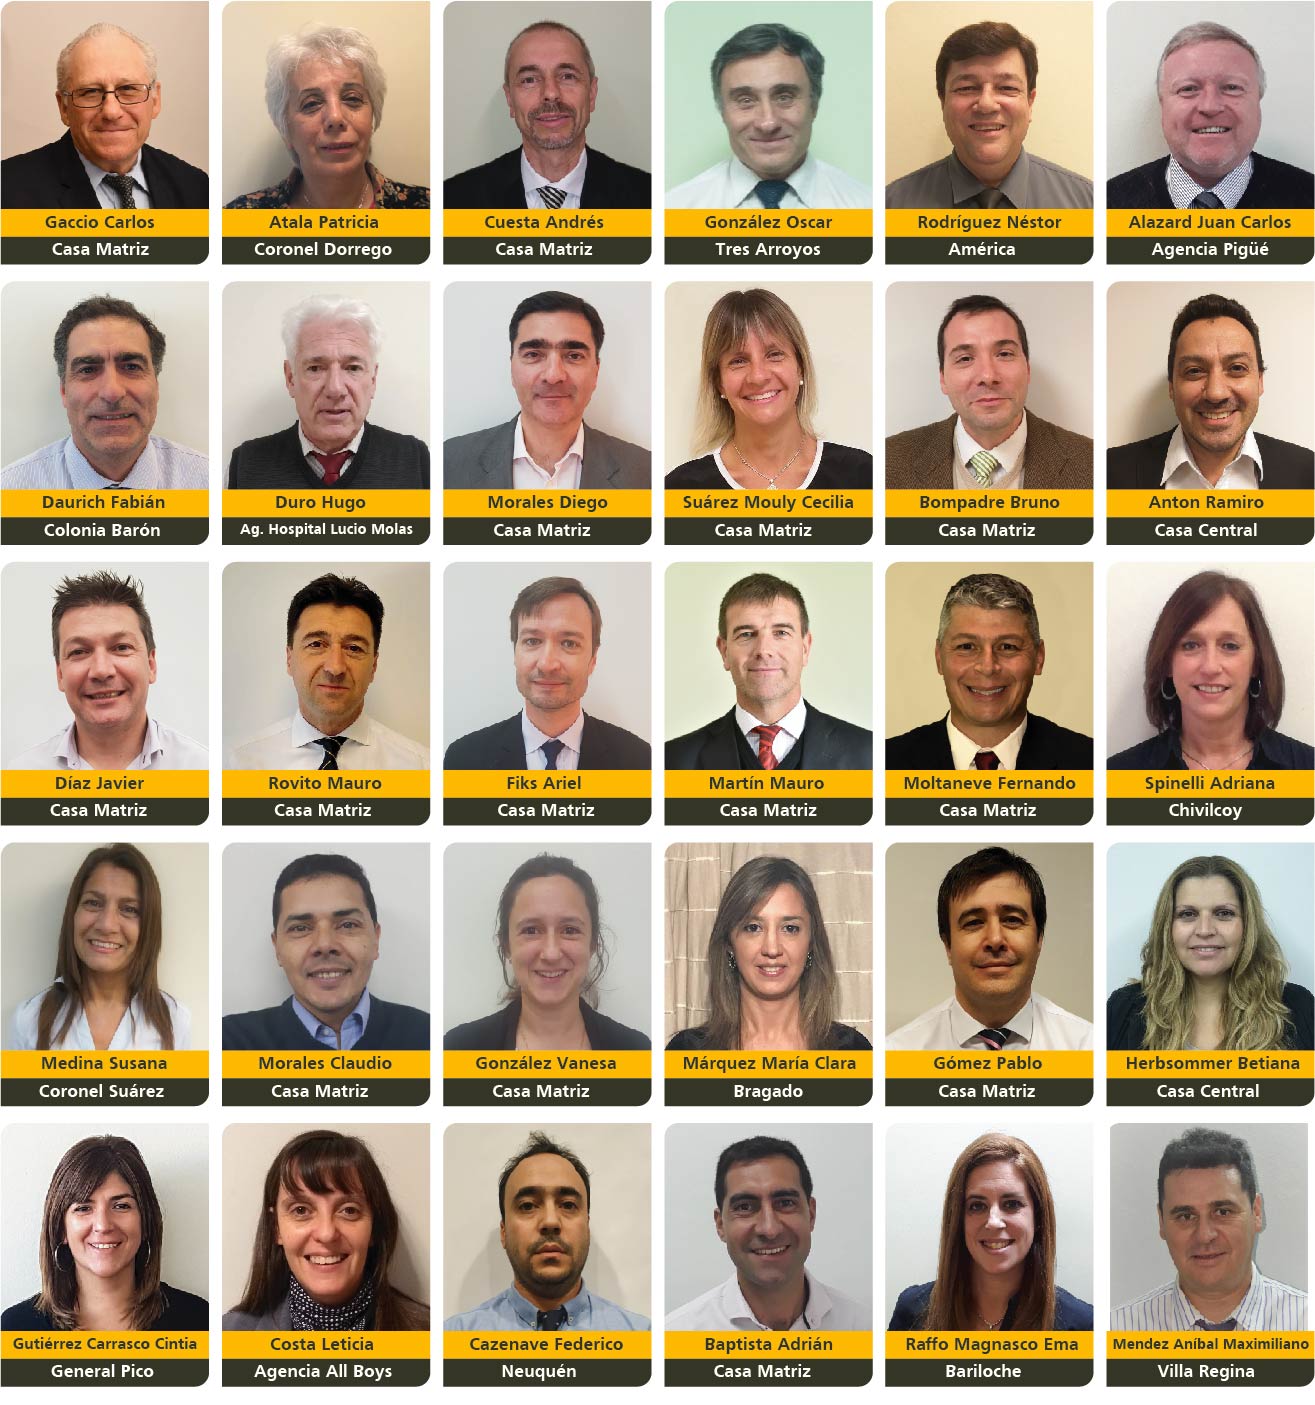 Gaccio Carlos
Casa Matriz
Atala Patricia
Coronel Dorrego
Cuesta Andrés
Casa Matriz
González Oscar
Tres Arroyos
Rodríguez Néstor
América
Alazard Juan Carlos
Agencia Pigüé
Daurich Fabián
Colonia Barón
Duro Hugo
Ag. Hospital Lucio Molas
Morales Diego
Casa Matriz
Suárez Mouly Cecilia
Casa Matriz
Bompadre Bruno
Casa Matriz
Anton Ramiro
Casa Central
Díaz Javier
Casa Matriz
Rovito Mauro
Casa Matriz
Fiks Ariel
Casa Matriz
Martín Mauro
Casa Matriz
Moltaneve Fernando
Casa Matriz
Spinelli Adriana
Chivilcoy
Medina Susana
Coronel Suárez
Morales Claudio
Casa Matriz
González Vanesa
Casa Matriz
Márquez María Clara
Bragado
Gómez Pablo
Casa Matriz
Herbsommer Betiana
Casa Central
Gutiérrez Carrasco Cintia
General Pico
Costa Leticia
Agencia All Boys
Cazenave Federico
Neuquén
Baptista Adrián
Casa Matriz
Raffo Magnasco Ema
Bariloche
Mendez Aníbal Maximiliano
Villa Regina